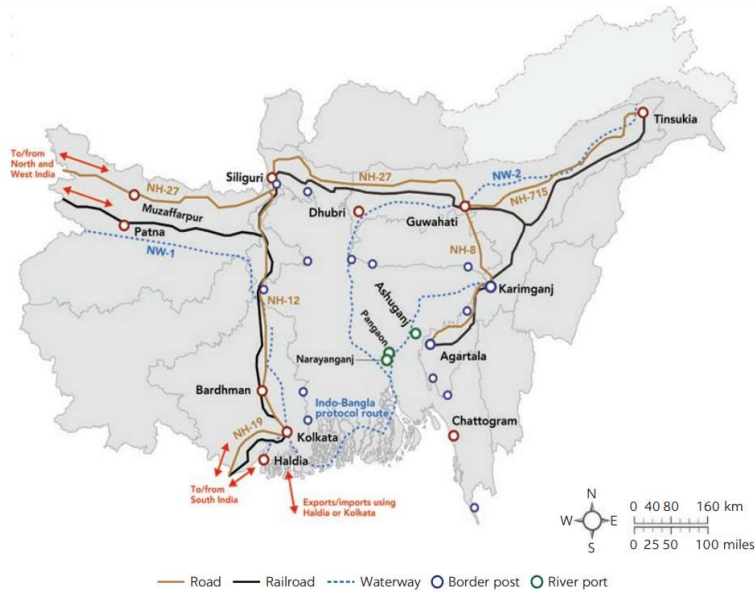 Tinsukia
To/from
North and
West India
NH-27
Siliguri
NH-27
NW-2
NH-715
Muzaffarpur
Dhubri
Guwahati
Patna
NW-1
NH-8
NH-12
Karimganj
Ashuganj
Pangaon
Narayanganj
Agartala
Bardhman
Indo-Bangla
protocol route
NH-19
Kolkata
Chattogram
Haldia
To/from
South India
Exports/imports using
Haldia or Kolkata
N
W E
S
0 40 80 160 km
0 25 50 100 miles
Road Railroad Waterway Border post River port